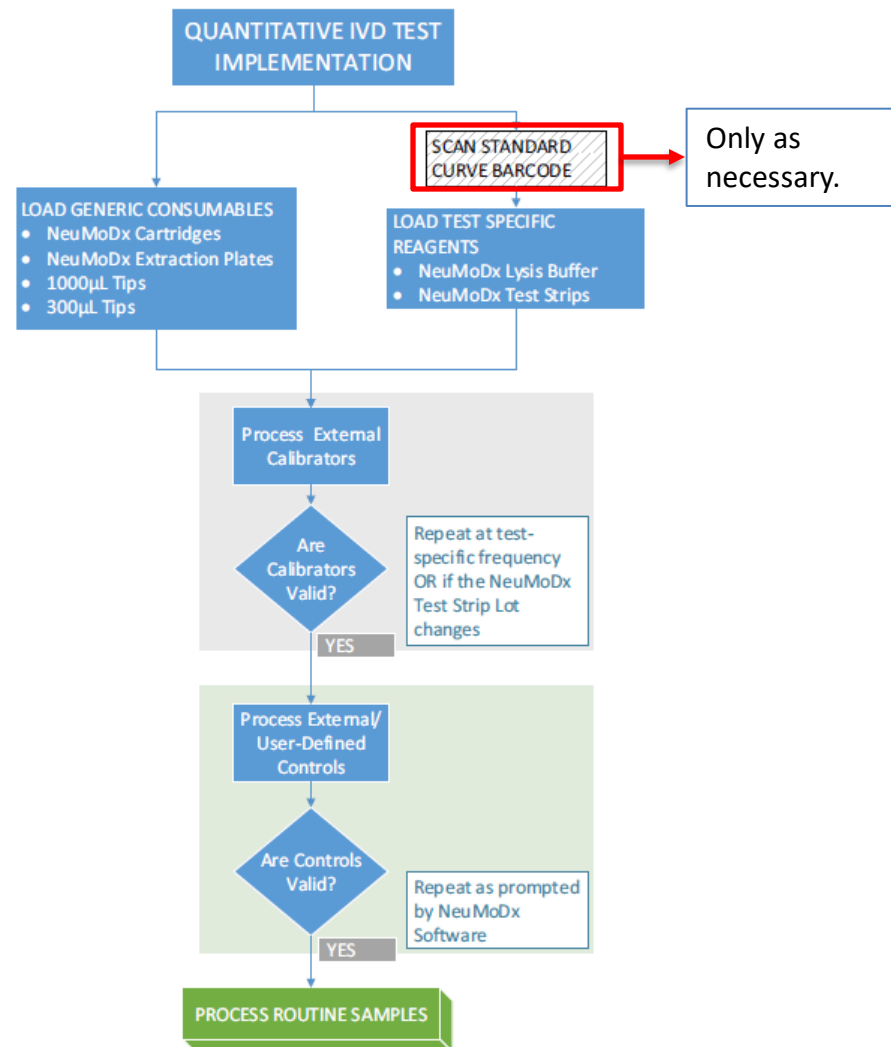 QUANTITATIVE IVD TEST
IMPLEMENTATION
SCAN STANDARD
CURVE BARCODE
Only as
necessary.
LOAD GENERIC CONSUMABLES
• NeuMoDx Cartridges
• NeuMoDx Extraction Plates
• 1000µL Tips
• 300µL Tips
LOAD TEST SPECIFIC
REAGENTS
• NeuMoDx Lysis Buffer
• NeuMoDx Test Strips
Process External
Calibrators
Are
Calibrators
Valid?
Repeat at test-
specific frequency
OR if the NeuMoDx
Test Strip Lot
changes
YES
Process External/
User-Defined
Controls
Are Controls
Valid?
Repeat as prompted
by NeuMoDx
Software
YES
PROCESS ROUTINE SAMPLES